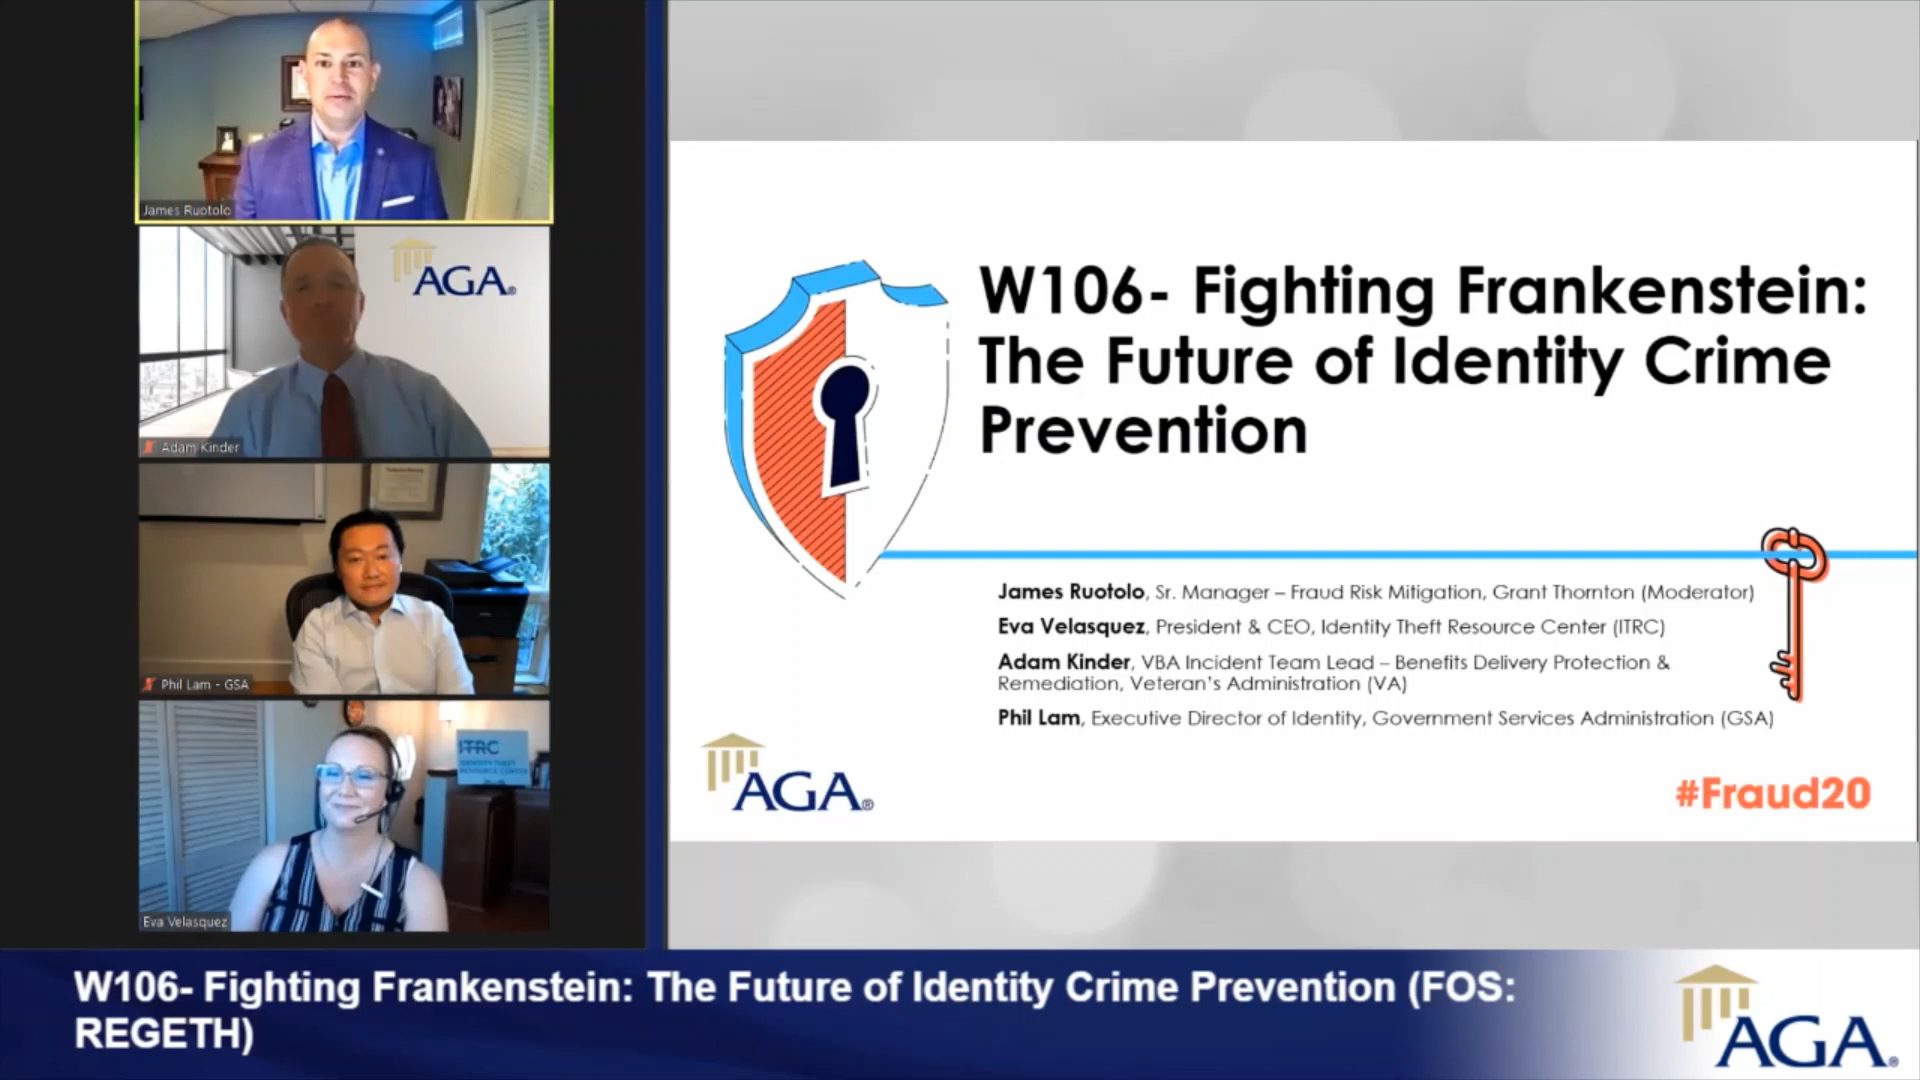 James Ruotolo
AGA®
Adam Kinder
Phil Lam - GSA
ITRC
IDENTITY THEFT
RESOURCE CENTER
Eva Velasquez
W106- Fighting Frankenstein:
The Future of Identity Crime
Prevention
James Ruotolo, Sr. Manager – Fraud Risk Mitigation, Grant Thornton (Moderator)
Eva Velasquez, President & CEO, Identity Theft Resource Center (ITRC)
Adam Kinder, VBA Incident Team Lead – Benefits Delivery Protection &
Remediation, Veteran's Administration (VA)
Phil Lam, Executive Director of Identity, Government Services Administration (GSA)
AGA®
#Fraud20
W106- Fighting Frankenstein: The Future of Identity Crime Prevention (FOS:
REGETH)
AGA®